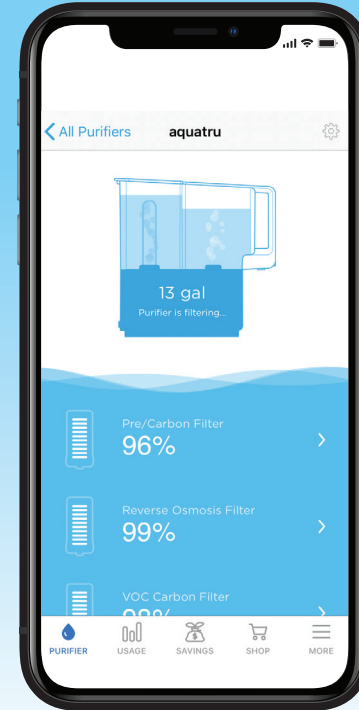 All Purifiers
aquatru
13 gal
Purifier is filtering...
Pre/Carbon Filter
96%
Reverse Osmosis Filter
99%
VOC Carbon Filter
98%
PURIFIER
USAGE
SAVINGS
SHOP
MORE